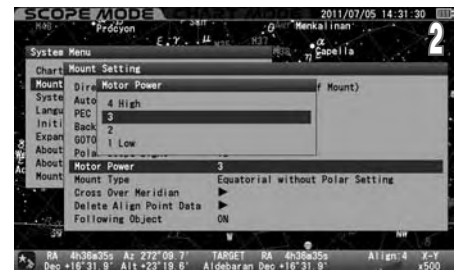 SCOPE MODE 2011/07/05 14:31:30
2
Procyon Menkalinan
Capella
System Menu
Chart Mount Setting
Mount Dire Motor Power f Mount)
Syste Auto 4 High
Langu PEC 3
Initi Back 2
Expan GOTO 1 Low
About Pola
About Motor Power 3
Mount Mount Type Equatorial without Polar Setting
Cross Over Meridian ▶
Delete Align Point Data ▶
Following Object ON
NW
RA 4h36m35s Az 272°09.7' TARGET RA 4h36m35s Align:4 X-Y
Dec +16°31.9' Alt +23°19.6' Aldebaran Dec +16°31.9' x500